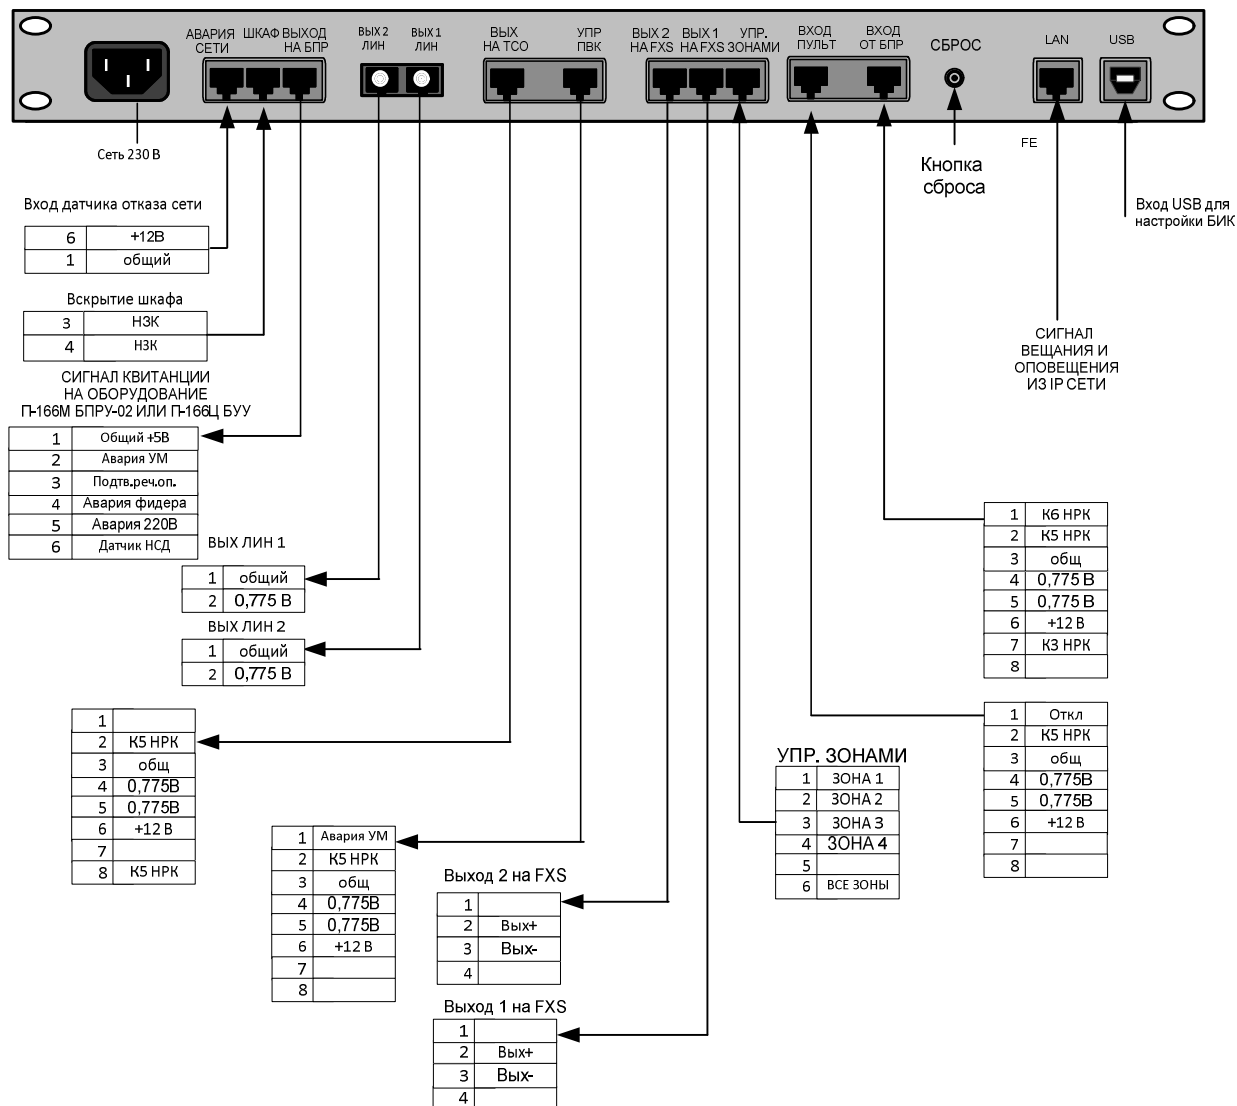 АВАРИЯ СЕТИ
ШКАФ
ВЫХОД НА БПР
ВЫХ 2 ЛИН
ВЫХ 1 ЛИН
ВЫХ НА ТСО
УПР ПВК
ВЫХ 2 НА FXS
ВЫХ 1 НА FXS
УПР. ЗОНАМИ
ВХОД ПУЛЬТ
ВХОД ОТ БПР
СБРОС
LAN
USB
Сеть 230 В
FE
Кнопка
сброса
Вход USB для
настройки БИК
Вход датчика отказа сети
6 +12В
1 общий
Вскрытие шкафа
3 НЗК
4 НЗК
СИГНАЛ КВИТАНЦИИ
НА ОБОРУДОВАНИЕ
П-166М БПРУ-02 ИЛИ П-166Ц БУУ
1 Общий +5В
2 Авария УМ
3 Подтв.реч.оп.
4 Авария фидера
5 Авария 220В
6 Датчик НСД
СИГНАЛ
ВЕЩАНИЯ И
ОПОВЕЩЕНИЯ
ИЗ IP СЕТИ
ВЫХ ЛИН 1
1 общий
2 0,775 В
ВЫХ ЛИН 2
1 общий
2 0,775 В
1 К6 НРК
2 К5 НРК
3 общ
4 0,775 В
5 0,775 В
6 +12 В
7 К3 НРК
8
1
2 К5 НРК
3 общ
4 0,775В
5 0,775В
6 +12 В
7
8 К5 НРК
1 Авария УМ
2 К5 НРК
3 общ
4 0,775В
5 0,775В
6 +12 В
7
8
Выход 2 на FXS
1
2 Вых+
3 Вых-
4
Выход 1 на FXS
1
2 Вых+
3 Вых-
4
УПР. ЗОНАМИ
1 ЗОНА 1
2 ЗОНА 2
3 ЗОНА 3
4 ЗОНА 4
5
6 ВСЕ ЗОНЫ
1 Откл
2 К5 НРК
3 общ
4 0,775В
5 0,775В
6 +12 В
7
8